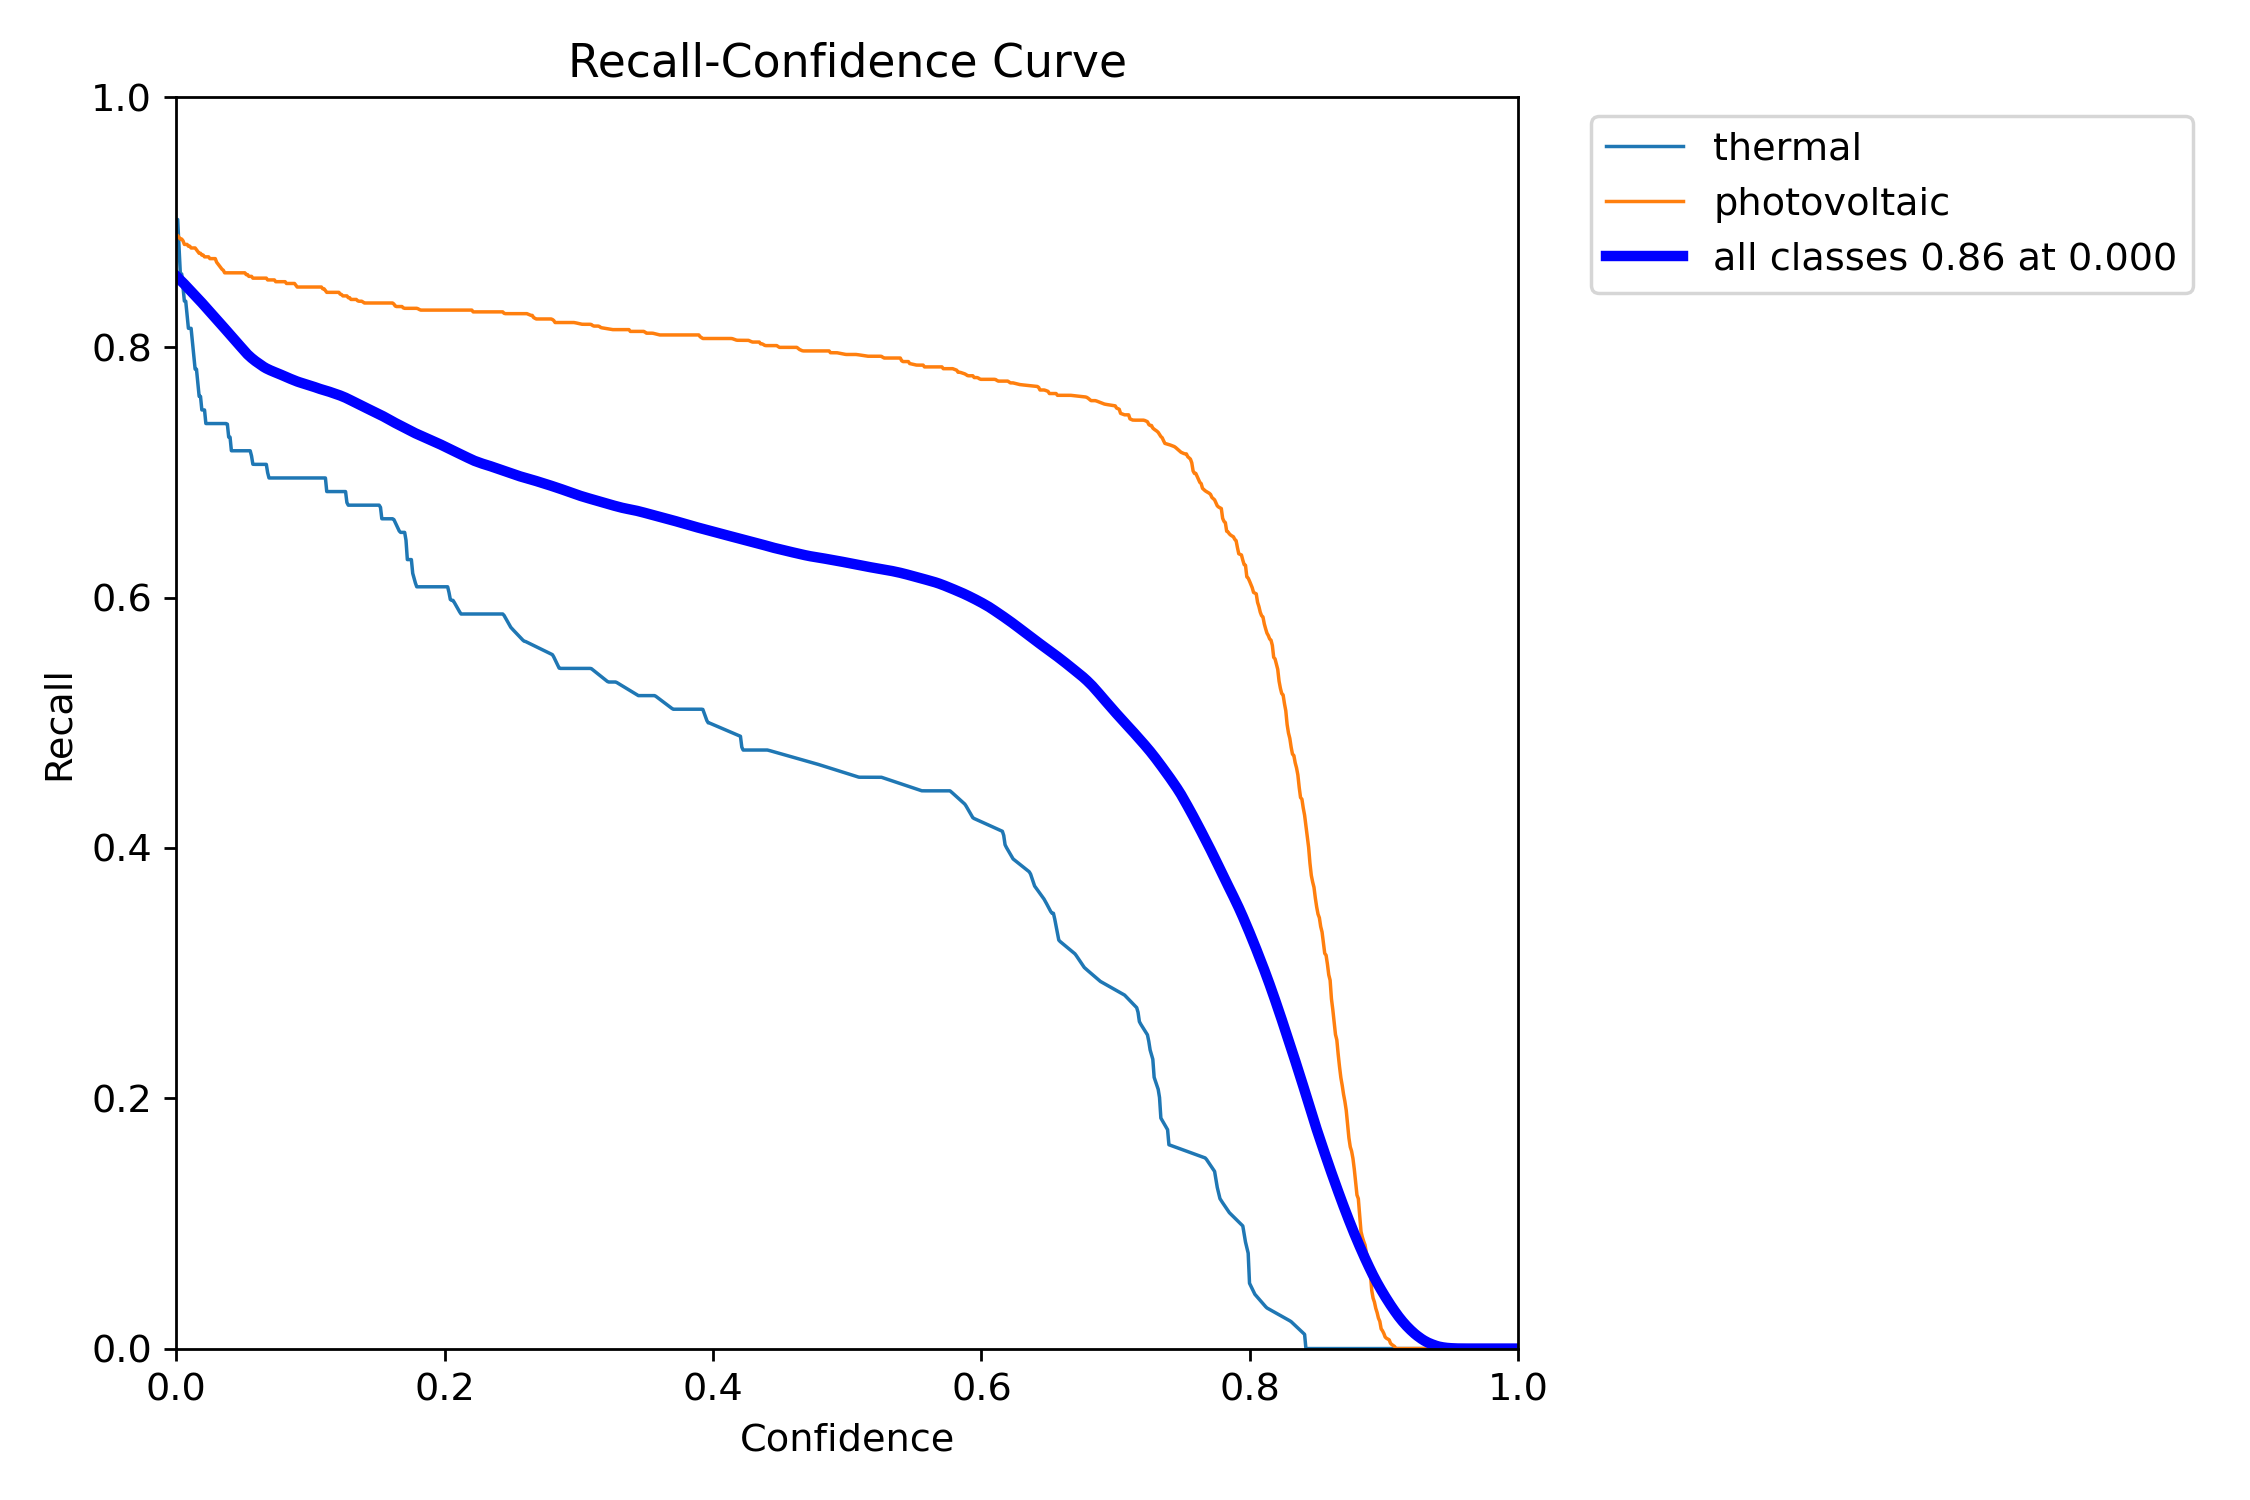 Recall-Confidence Curve
1.0
0.8
0.6
0.4
0.2
0.0
Recall
0.0 0.2 0.4 0.6 0.8 1.0
Confidence
thermal
photovoltaic
all classes 0.86 at 0.000